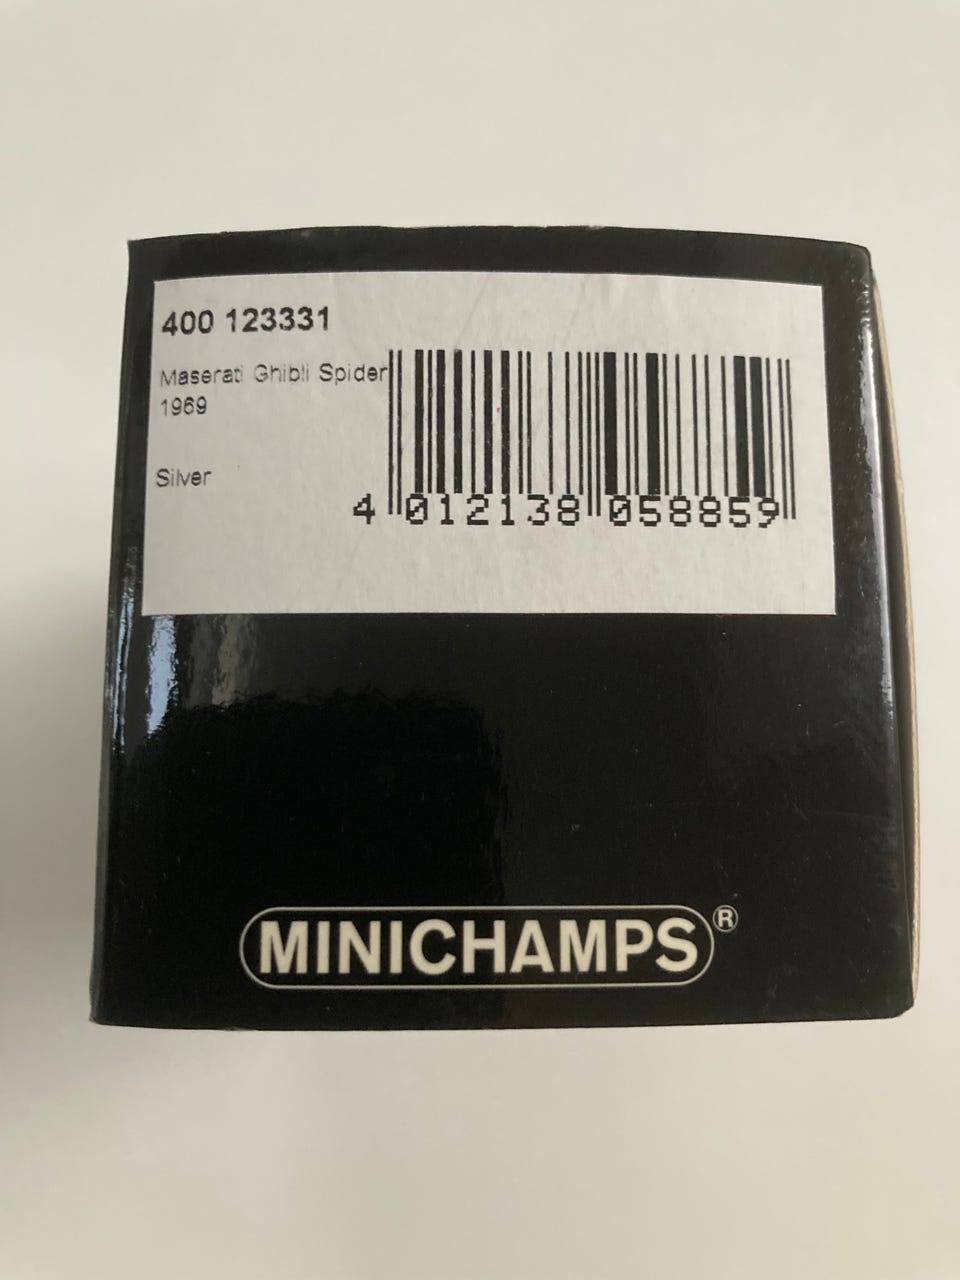 400 123331
Maserati Ghibli Spider
1969
Silver
4 012138 058859
MINICHAMPS®